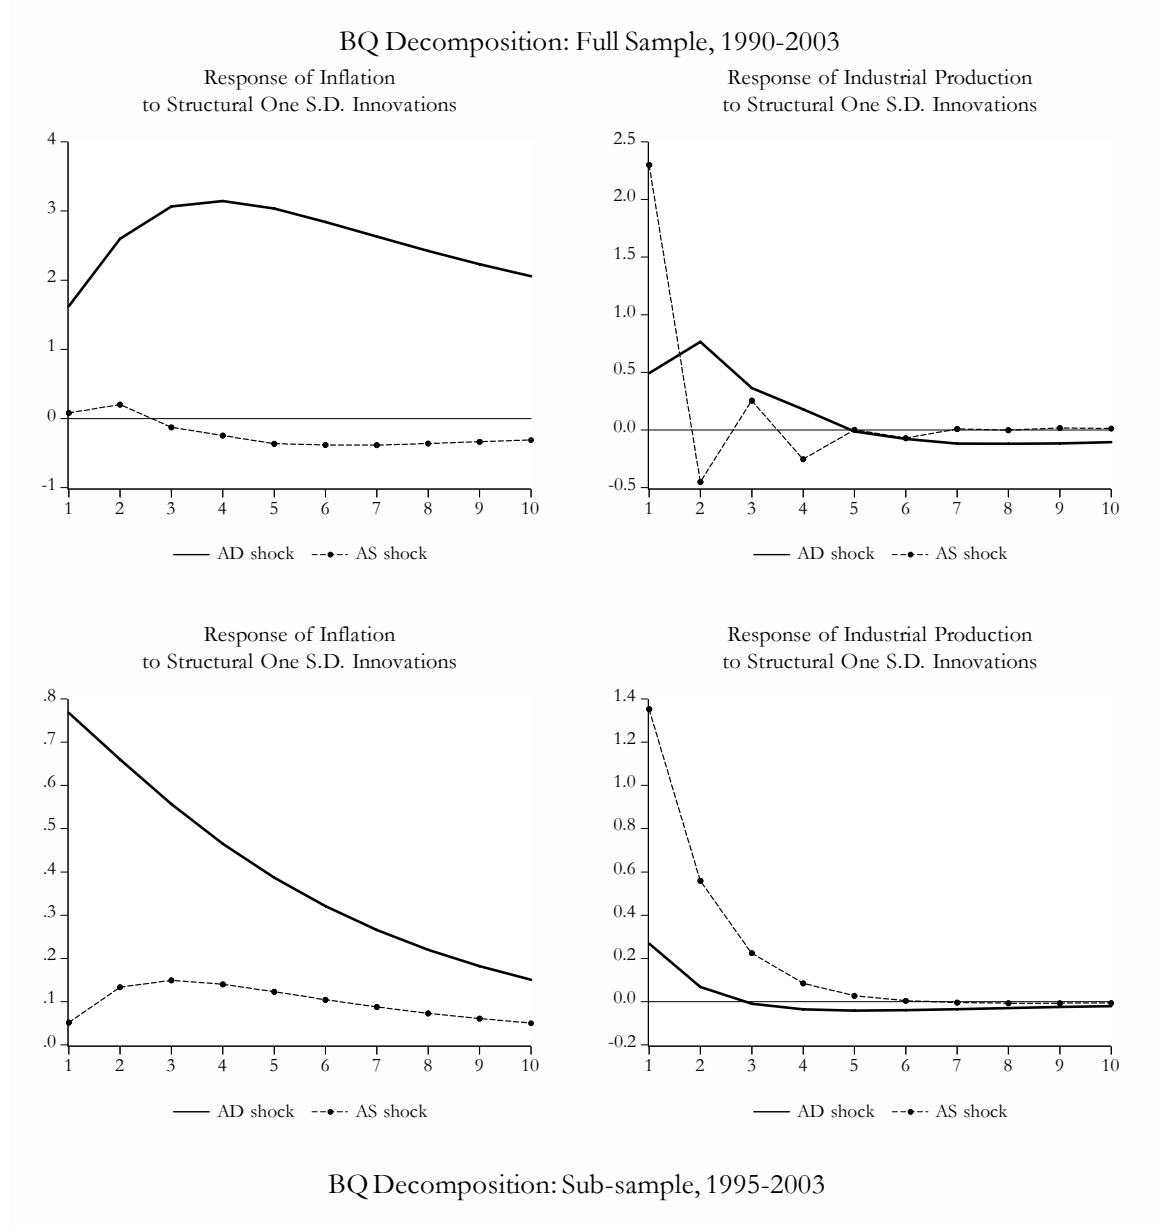 BQ Decomposition: Full Sample, 1990-2003
Response of Inflation
to Structural One S.D. Innovations
4
3
2
1
0
-1
1 2 3 4 5 6 7 8 9 10
AD shock AS shock
Response of Industrial Production
to Structural One S.D. Innovations
2.5
2.0
1.5
1.0
0.5
0.0
-0.5
1 2 3 4 5 6 7 8 9 10
AD shock AS shock
Response of Inflation
to Structural One S.D. Innovations
.8
.7
.6
.5
.4
.3
.2
.1
.0
1 2 3 4 5 6 7 8 9 10
AD shock AS shock
Response of Industrial Production
to Structural One S.D. Innovations
1.4
1.2
1.0
0.8
0.6
0.4
0.2
0.0
-0.2
1 2 3 4 5 6 7 8 9 10
AD shock AS shock
BQ Decomposition: Sub-sample, 1995-2003